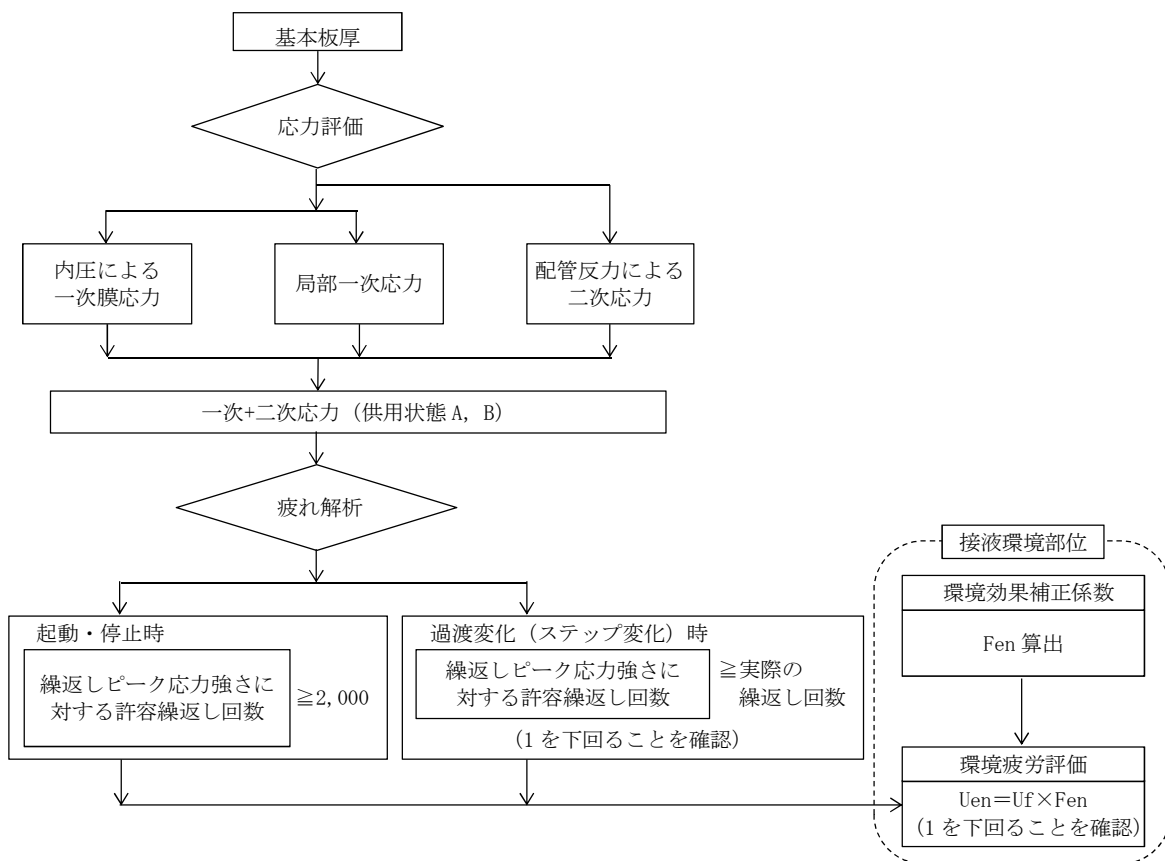 基本板厚
応力評価
内圧による
一次膜応力
局部一次応力
配管反力による
二次応力
一次+二次応力（供用状態 A, B）
疲れ解析
起動・停止時
繰返しピーク応力強さに
対する許容繰返し回数
≧2,000
過渡変化（ステップ変化）時
繰返しピーク応力強さに
対する許容繰返し回数
≧実際の
繰返し回数
（1 を下回ることを確認）
接液環境部位
環境効果補正係数
Fen 算出
環境疲労評価
Uen＝Uf×Fen
（1 を下回ることを確認）